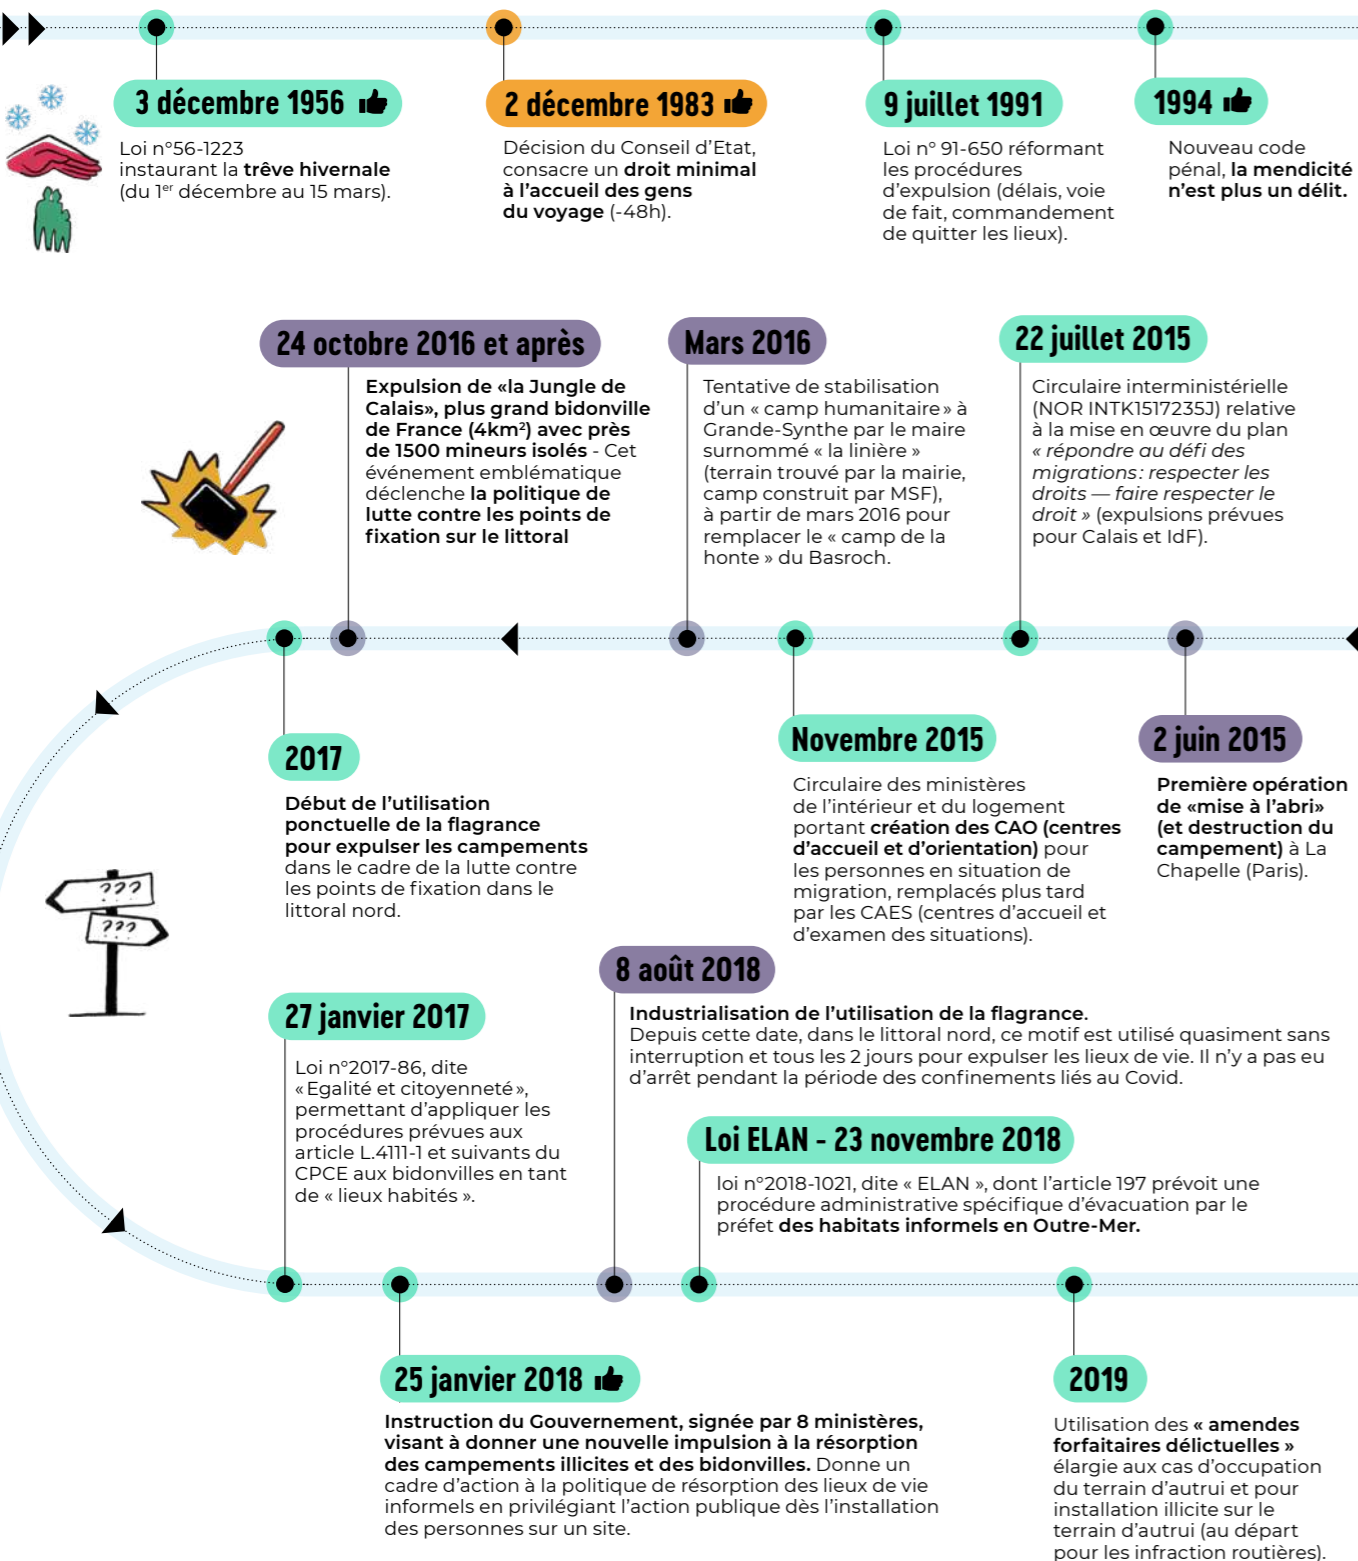 3 décembre 1956
Loi n°56-1223
instaurant la trêve hivernale
(du 1er décembre au 15 mars).
2 décembre 1983
Décision du Conseil d'Etat,
consacre un droit minimal
à l'accueil des gens
du voyage (-48h).
9 juillet 1991
Loi n° 91-650 réformant
les procédures
d'expulsion (délais, voie
de fait, commandement
de quitter les lieux).
1994
Nouveau code
pénal, la mendicité
n'est plus un délit.
24 octobre 2016 et après
Expulsion de «la Jungle de
Calais», plus grand bidonville
de France (4km²) avec près
de 1500 mineurs isolés - Cet
événement emblématique
déclenche la politique de
lutte contre les points de
fixation sur le littoral
Mars 2016
Tentative de stabilisation
d'un « camp humanitaire » à
Grande-Synthe par le maire
surnommé « la linière »
(terrain trouvé par la mairie,
camp construit par MSF),
à partir de mars 2016 pour
remplacer le « camp de la
honte » du Basroch.
22 juillet 2015
Circulaire interministérielle
(NOR INTK1517235J) relative
à la mise en œuvre du plan
« répondre au défi des
migrations : respecter les
droits — faire respecter le
droit » (expulsions prévues
pour Calais et IdF).
2017
Début de l'utilisation
ponctuelle de la flagrance
pour expulser les campements
dans le cadre de la lutte contre
les points de fixation dans le
littoral nord.
Novembre 2015
Circulaire des ministères
de l'intérieur et du logement
portant création des CAO (centres
d'accueil et d'orientation) pour
les personnes en situation de
migration, remplacés plus tard
par les CAES (centres d'accueil et
d'examen des situations).
2 juin 2015
Première opération
de «mise à l'abri»
(et destruction du
campement) à La
Chapelle (Paris).
???
???
27 janvier 2017
Loi n°2017-86, dite
« Egalité et citoyenneté »,
permettant d'appliquer les
procédures prévues aux
article L.4111-1 et suivants du
CPCE aux bidonvilles en tant
de « lieux habités ».
8 août 2018
Industrialisation de l'utilisation de la flagrance.
Depuis cette date, dans le littoral nord, ce motif est utilisé quasiment sans
interruption et tous les 2 jours pour expulser les lieux de vie. Il n'y a pas eu
d'arrêt pendant la période des confinements liés au Covid.
Loi ELAN - 23 novembre 2018
loi n°2018-1021, dite « ELAN », dont l'article 197 prévoit une
procédure administrative spécifique d'évacuation par le
préfet des habitats informels en Outre-Mer.
25 janvier 2018
Instruction du Gouvernement, signée par 8 ministères,
visant à donner une nouvelle impulsion à la résorption
des campements illicites et des bidonvilles. Donne un
cadre d'action à la politique de résorption des lieux de vie
informels en privilégiant l'action publique dès l'installation
des personnes sur un site.
2019
Utilisation des « amendes
forfaitaires délictuelles »
élargie aux cas d'occupation
du terrain d'autrui et pour
installation illicite sur le
terrain d'autrui (au départ
pour les infraction routières).